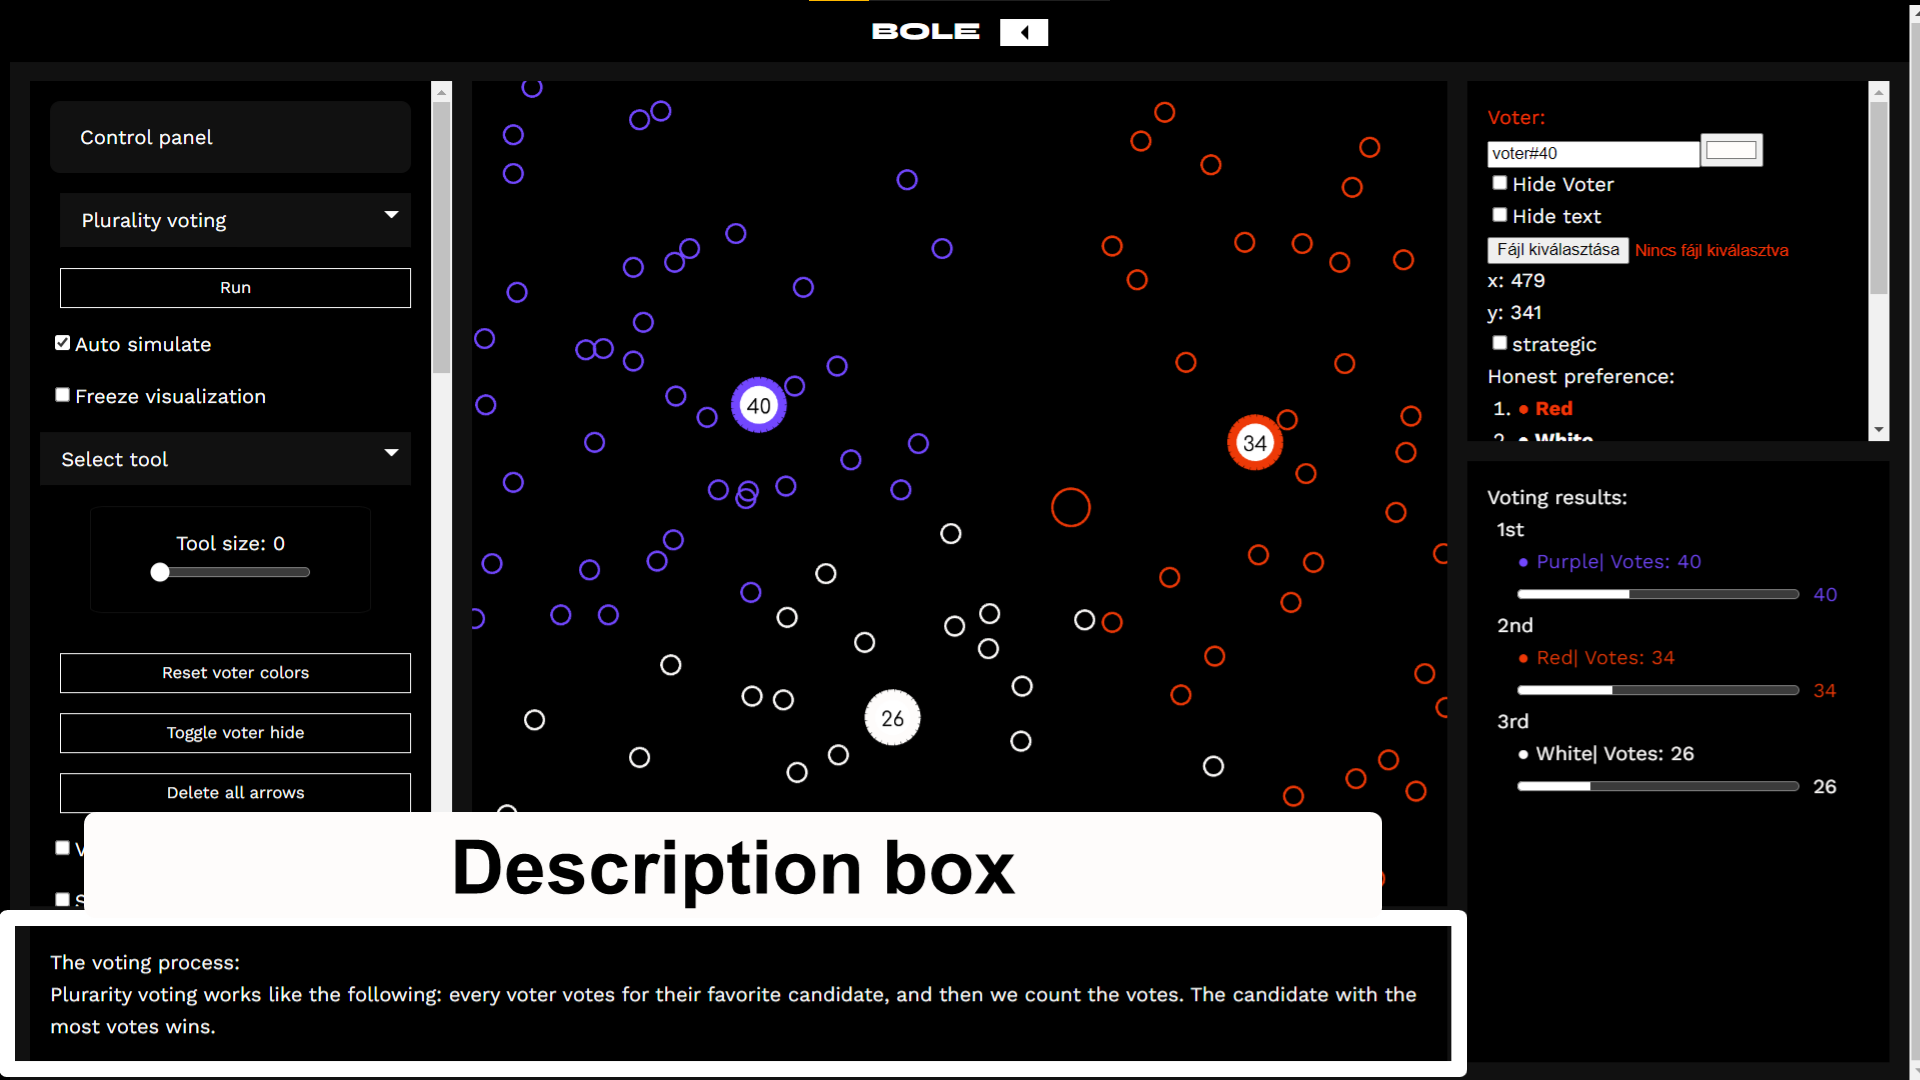 BOLE
Control panel
Plurality voting
Run
Auto simulate
Freeze visualization
Select tool
Tool size: 0
Reset voter colors
Toggle voter hide
Delete all arrows
40
34
26
Voter:
voter#40
Hide Voter
Hide text
Fájl kiválasztása Nincs fájl kiválasztva
x: 479
y: 341
strategic
Honest preference:
1. ● Red
2. ● White
Voting results:
1st
● Purple| Votes: 40
40
2nd
● Red| Votes: 34
34
3rd
● White| Votes: 26
26
Description box
The voting process:
Plurarity voting works like the following: every voter votes for their favorite candidate, and then we count the votes. The candidate with the
most votes wins.